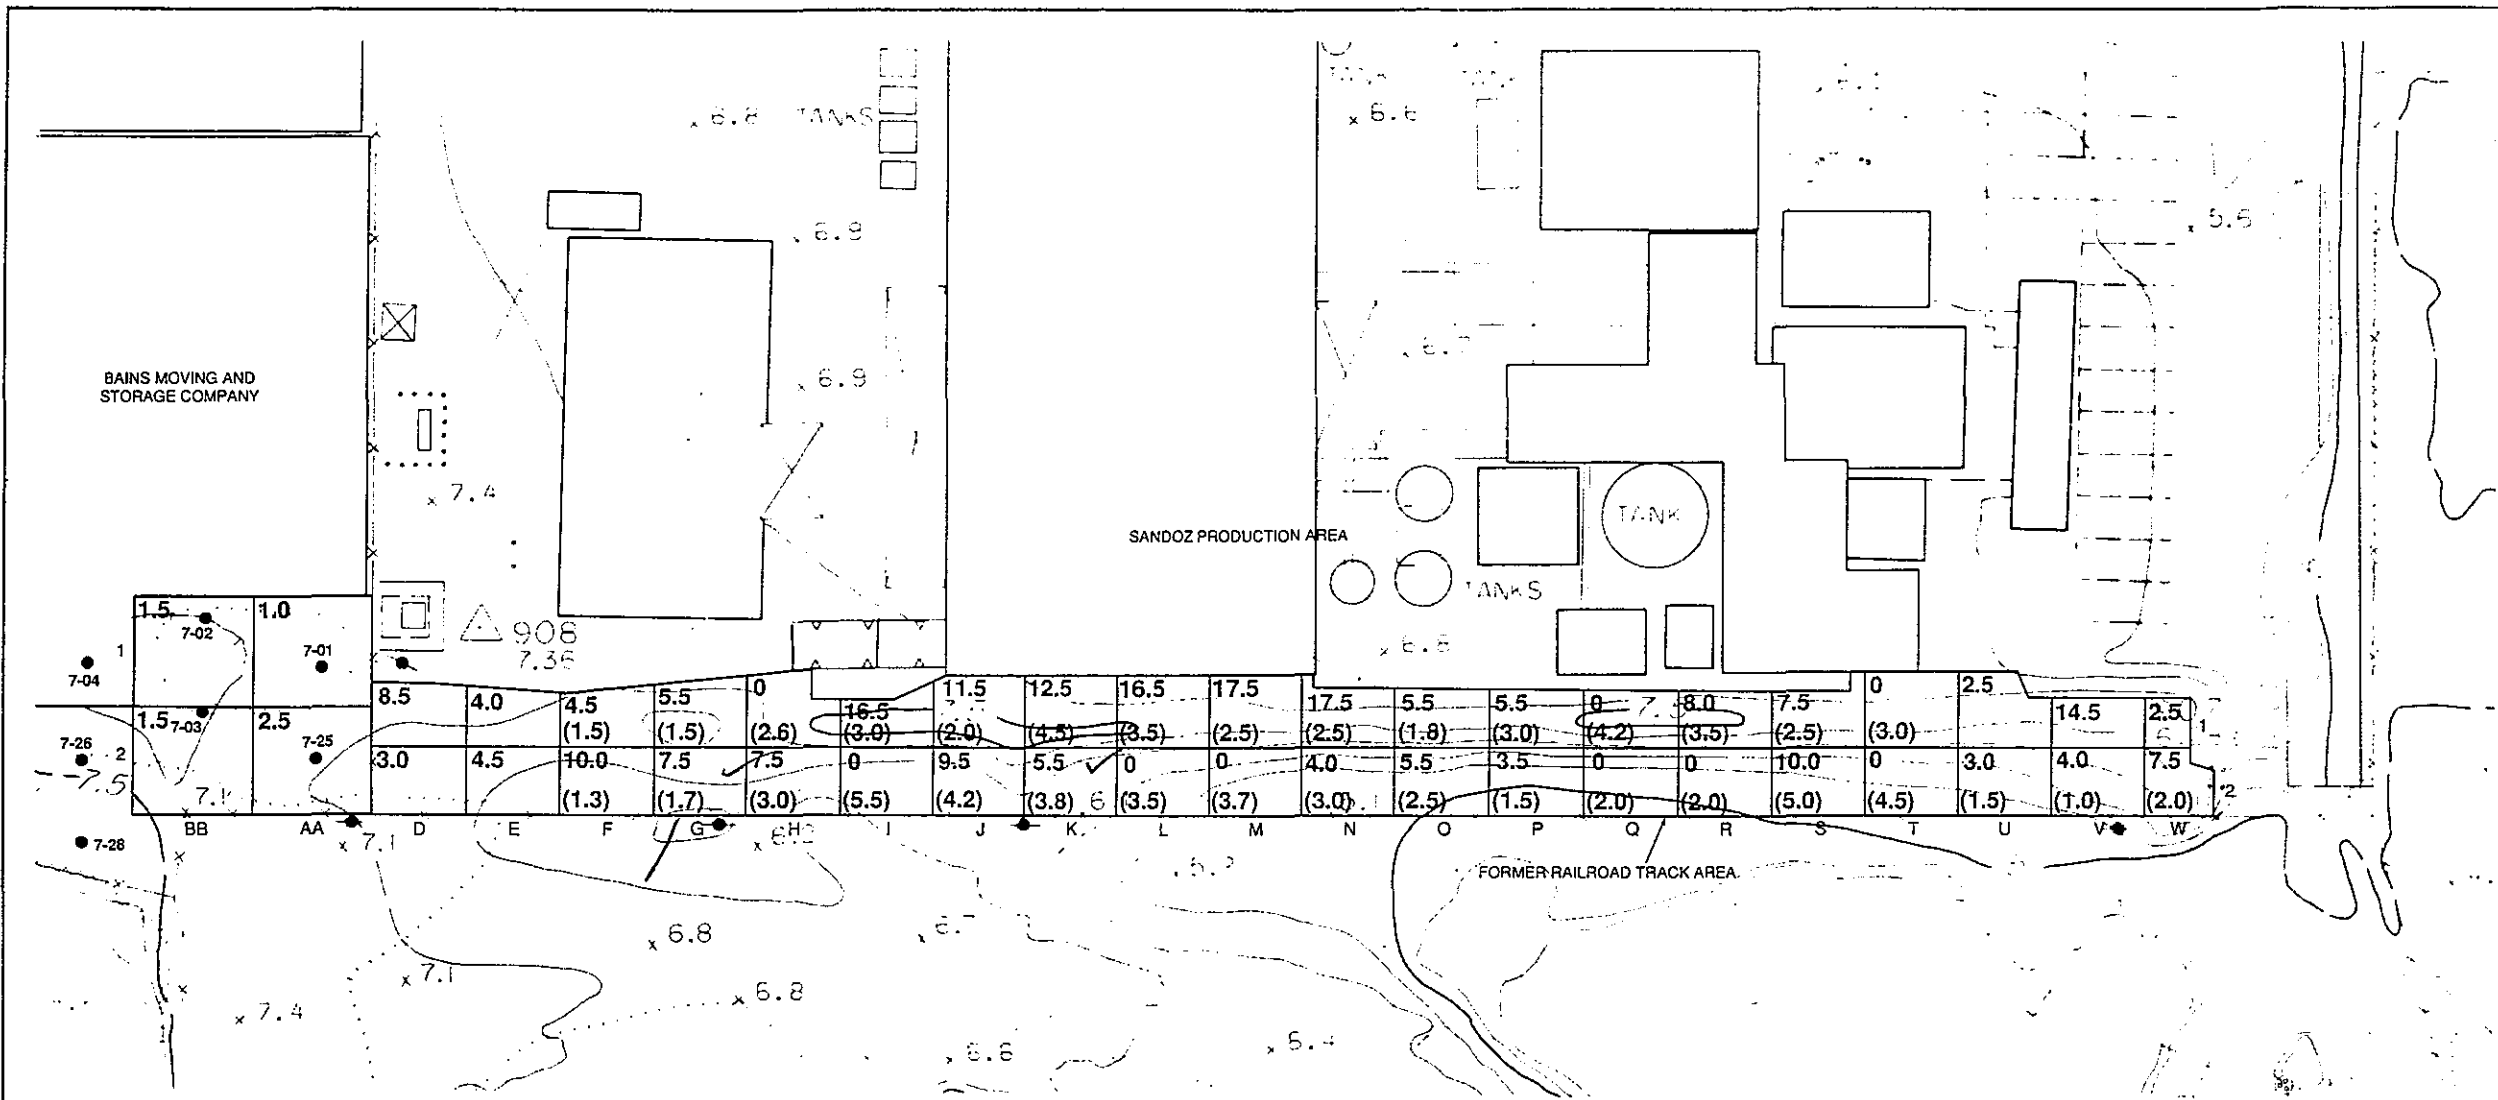 6.8 TANKS
6.9
5.5
BAINS MOVING AND
STORAGE COMPANY
6.9
7.4
TANK
SANDOZ PRODUCTION AREA
TANKS
908
7.36
1.5 1.0
7-02
7-01
1
7-04
8.5 4.0 4.5 5.5 0 16.5 11.5 12.5 16.5 17.5 17.5 5.5 5.5 0 8.0 7.5 0 2.5 14.5 2.5 1
(1.5) (1.5) (2.6) (3.0) (2.0) (4.5) (3.5) (2.5) (2.5) (1.8) (3.0) (4.2) (3.5) (2.5) (3.0)
1.5 7-03 2.5
7-26 2 7-25
3.0 4.5 10.0 7.5 7.5 0 9.5 5.5 0 0 4.0 5.5 3.5 0 0 10.0 0 3.0 4.0 7.5 2
(1.3) (1.7) (3.0) (5.5) (4.2) (3.8) (3.5) (3.7) (3.0) (2.5) (1.5) (2.0) (2.0) (5.0) (4.5) (1.5) (1.0) (2.0)
7.5
7.1
BB AA D E F G H I J K L M N O P Q R S T U V W
7-28
7.1
FORMER RAILROAD TRACK AREA
6.8
7.1
6.8
7.4
6.6
6.4